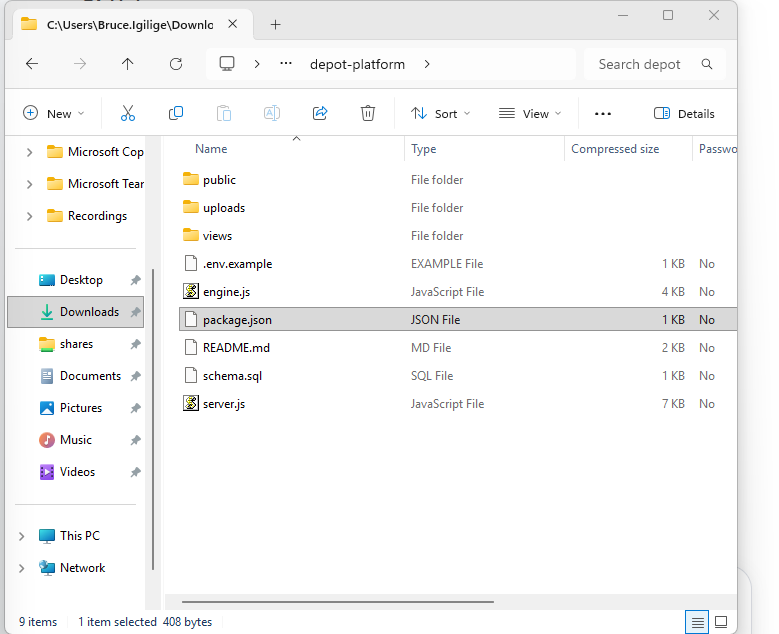 C:\Users\Bruce.Igilige\Downlo
depot-platform
Search depot
New
Sort
View
Details
Name Type Compressed size Passwo
Microsoft Cop
Microsoft Tear
Recordings
Desktop
Downloads
shares
Documents
Pictures
Music
Videos
This PC
Network
public File folder
uploads File folder
views File folder
.env.example EXAMPLE File 1 KB No
engine.js JavaScript File 4 KB No
package.json JSON File 1 KB No
README.md MD File 2 KB No
schema.sql SQL File 1 KB No
server.js JavaScript File 7 KB No
9 items 1 item selected 408 bytes